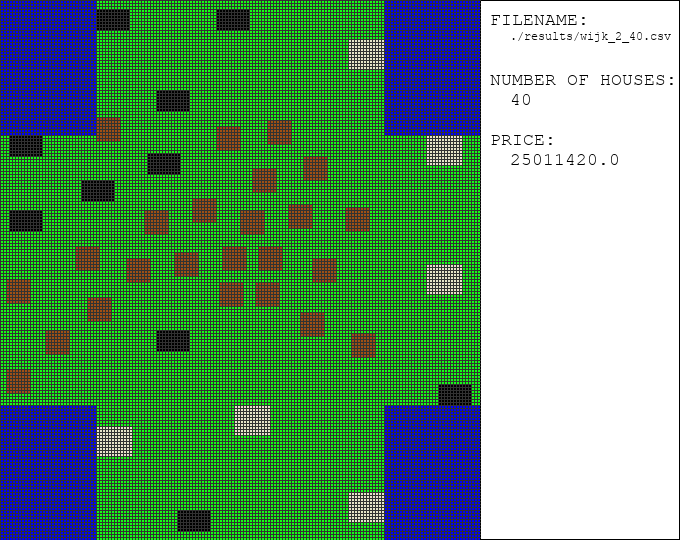 FILENAME:
./results/wijk_2_40.csv
NUMBER OF HOUSES:
40
PRICE:
25011420.0